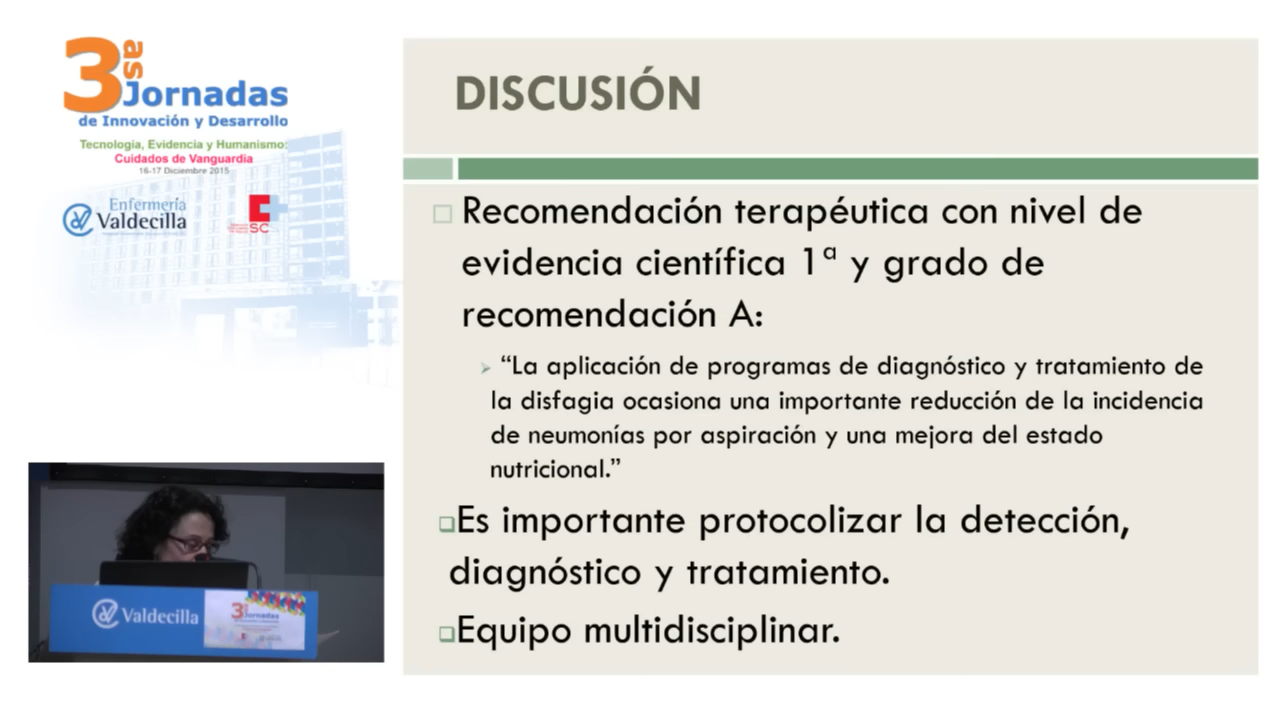 3as
Jornadas
de Innovación y Desarrollo
Tecnología, Evidencia y Humanismo:
Cuidados de Vanguardia
16-17 Diciembre 2015
Enfermería
Valdecilla
SC
DISCUSIÓN
Recomendación terapéutica con nivel de
evidencia científica 1ª y grado de
recomendación A:
“La aplicación de programas de diagnóstico y tratamiento de
la disfagia ocasiona una importante reducción de la incidencia
de neumonías por aspiración y una mejora del estado
nutricional.”
Es importante protocolizar la detección,
diagnóstico y tratamiento.
Equipo multidisciplinar.
Valdecilla
3as
Jornadas